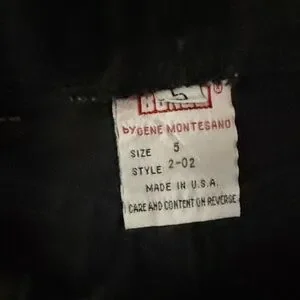 by GENE MONTESANO
SIZE 5
STYLE 2-02
MADE IN U.S.A.
CARE AND CONTENT ON REVERSE